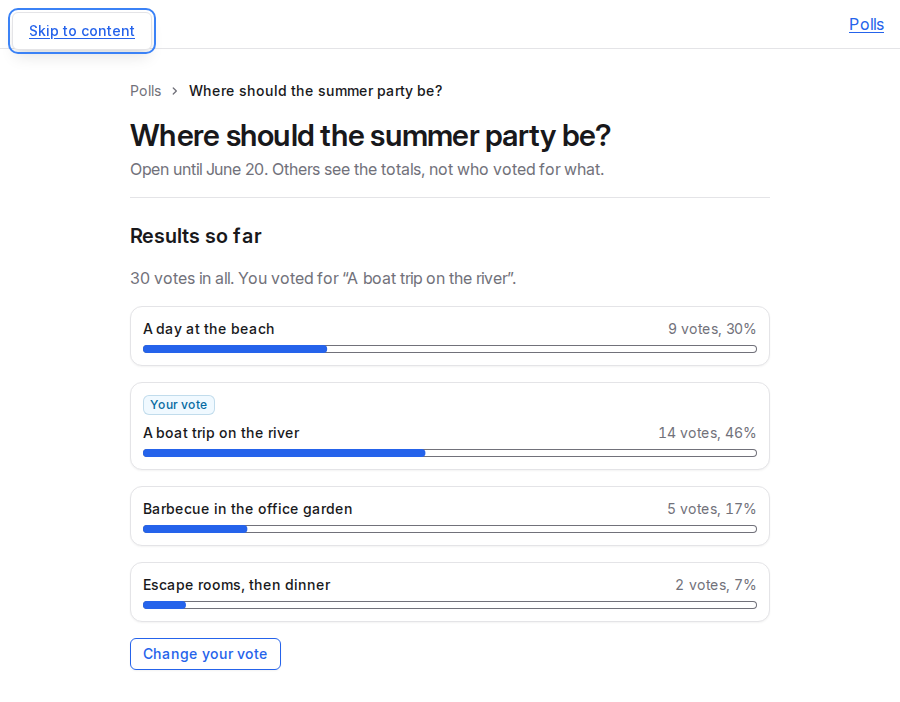 Skip to content
Polls
Polls > Where should the summer party be?
Where should the summer party be?
Open until June 20. Others see the totals, not who voted for what.
Results so far
30 votes in all. You voted for “A boat trip on the river”.
A day at the beach 9 votes, 30%
Your vote
A boat trip on the river 14 votes, 46%
Barbecue in the office garden 5 votes, 17%
Escape rooms, then dinner 2 votes, 7%
Change your vote